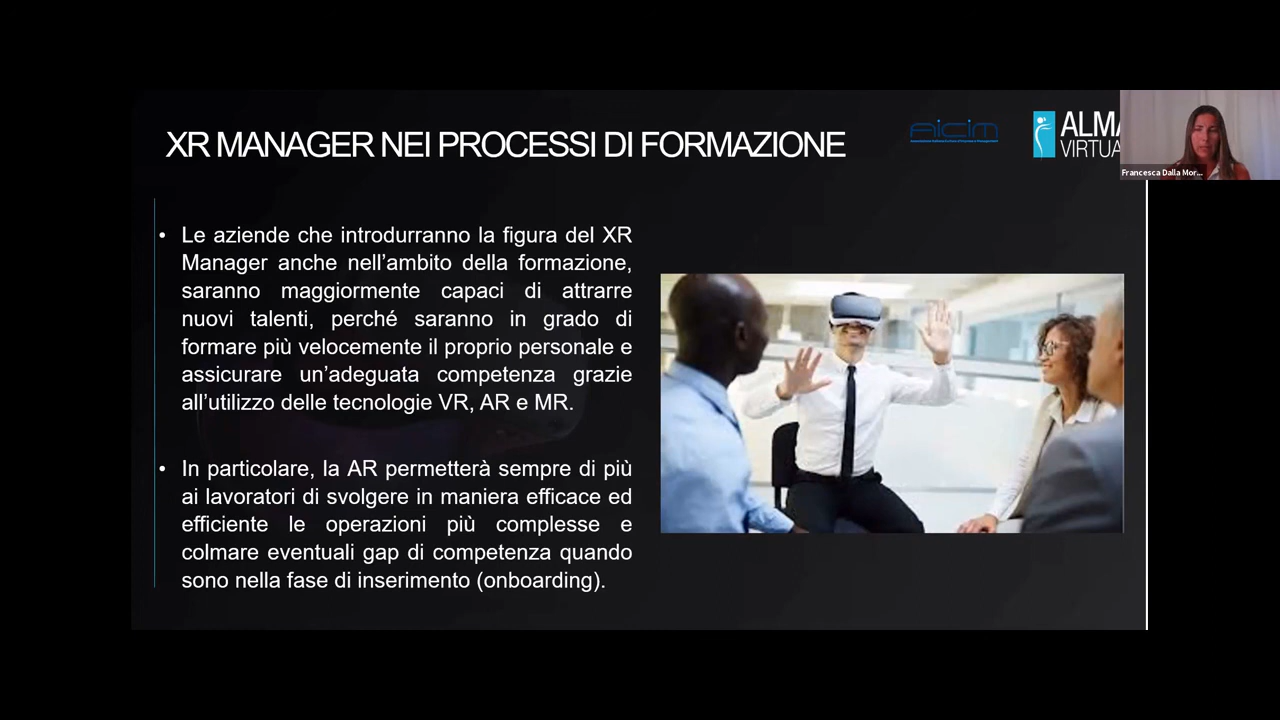 XR MANAGER NEI PROCESSI DI FORMAZIONE
AICIM
ALMA
VIRTUA
Francesca Dalla Mor...
• Le aziende che introdurranno la figura del XR
Manager anche nell’ambito della formazione,
saranno maggiormente capaci di attrarre
nuovi talenti, perché saranno in grado di
formare più velocemente il proprio personale e
assicurare un’adeguata competenza grazie
all’utilizzo delle tecnologie VR, AR e MR.
• In particolare, la AR permetterà sempre di più
ai lavoratori di svolgere in maniera efficace ed
efficiente le operazioni più complesse e
colmare eventuali gap di competenza quando
sono nella fase di inserimento (onboarding).